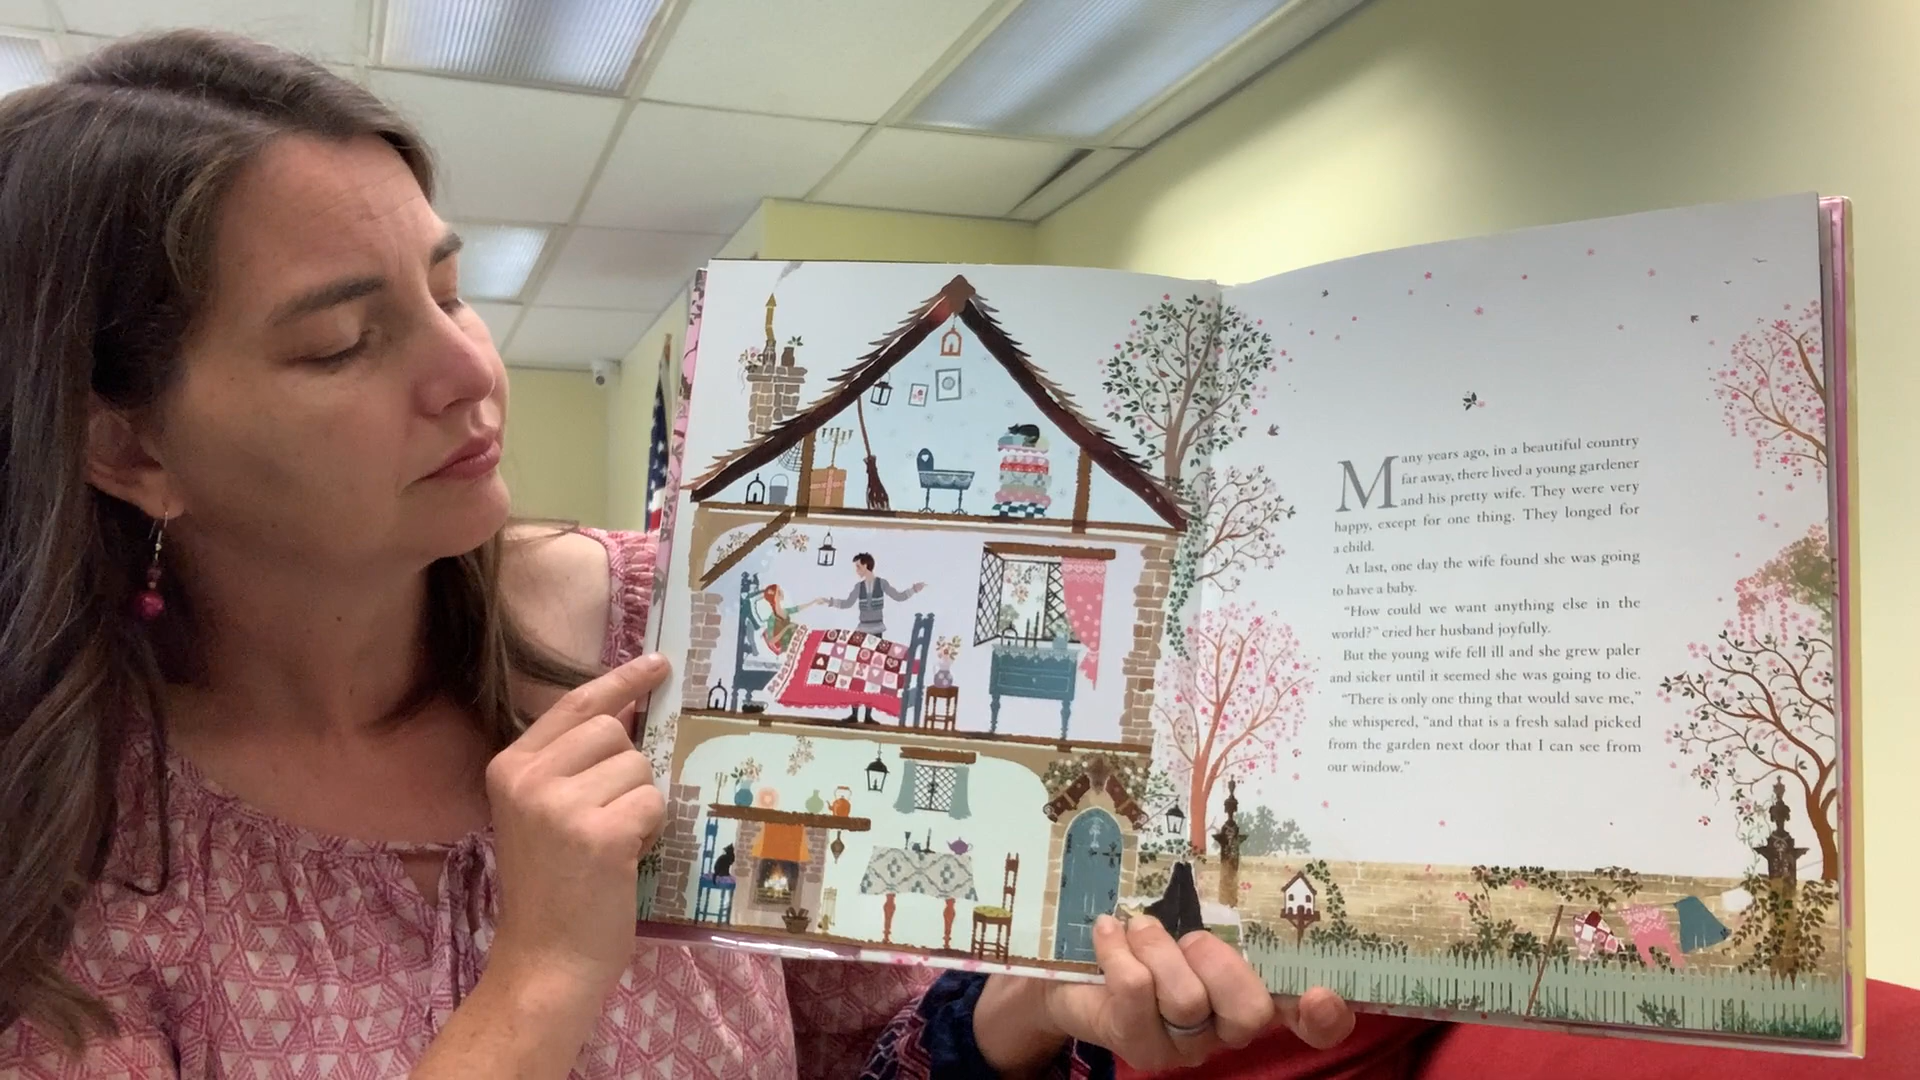 Many years ago, in a beautiful country
far away, there lived a young gardener
and his pretty wife. They were very
happy, except for one thing. They longed for
a child.
At last, one day the wife found she was going
to have a baby.
"How could we want anything else in the
world?" cried her husband joyfully.
But the young wife fell ill and she grew paler
and sicker until it seemed she was going to die.
"There is only one thing that would save me,"
she whispered, "and that is a fresh salad picked
from the garden next door that I can see from
our window."